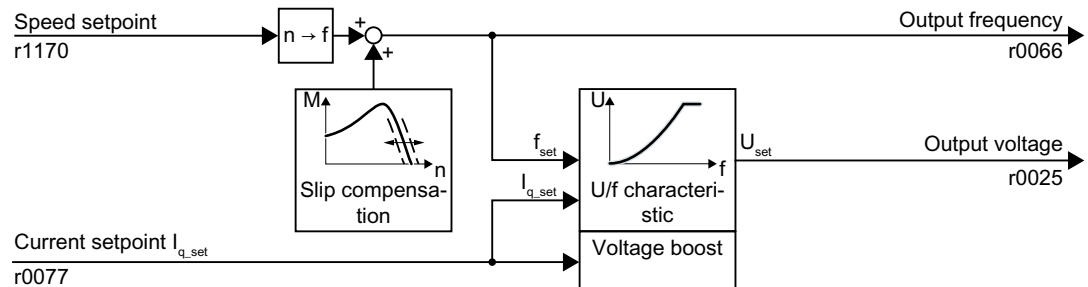 Speed setpoint
r1170
n → f
+
+
Output frequency
r0066
M
n
Slip compensa-
tion
U
f
U/f characteri-
stic
Voltage boost
f_set
I_q_set
U_set
Output voltage
r0025
Current setpoint I_q_set
r0077